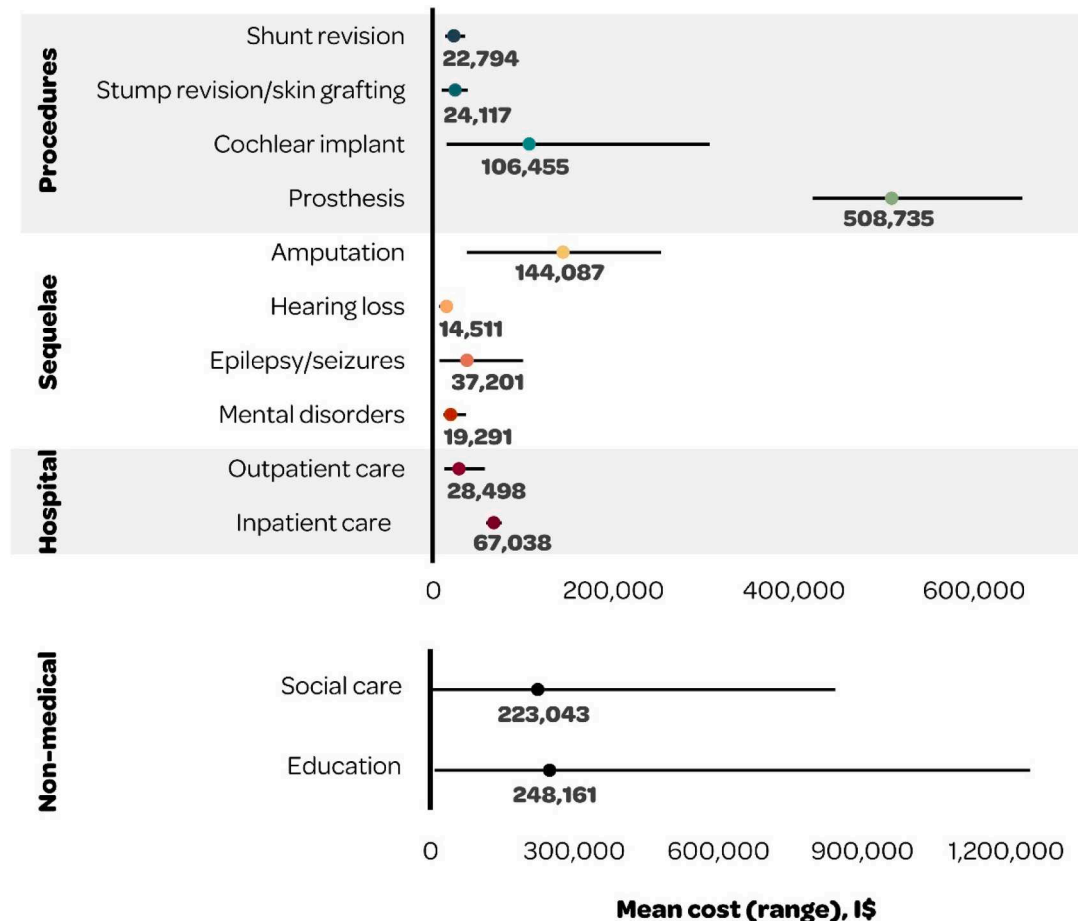 Procedures
Shunt revision
22,794
Stump revision/skin grafting
24,117
Cochlear implant
106,455
Prosthesis
508,735
Sequelae
Amputation
144,087
Hearing loss
14,511
Epilepsy/seizures
37,201
Mental disorders
19,291
Hospital
Outpatient care
28,498
Inpatient care
67,038
0 200,000 400,000 600,000
Non-medical
Social care
223,043
Education
248,161
0 300,000 600,000 900,000 1,200,000
Mean cost (range), I$